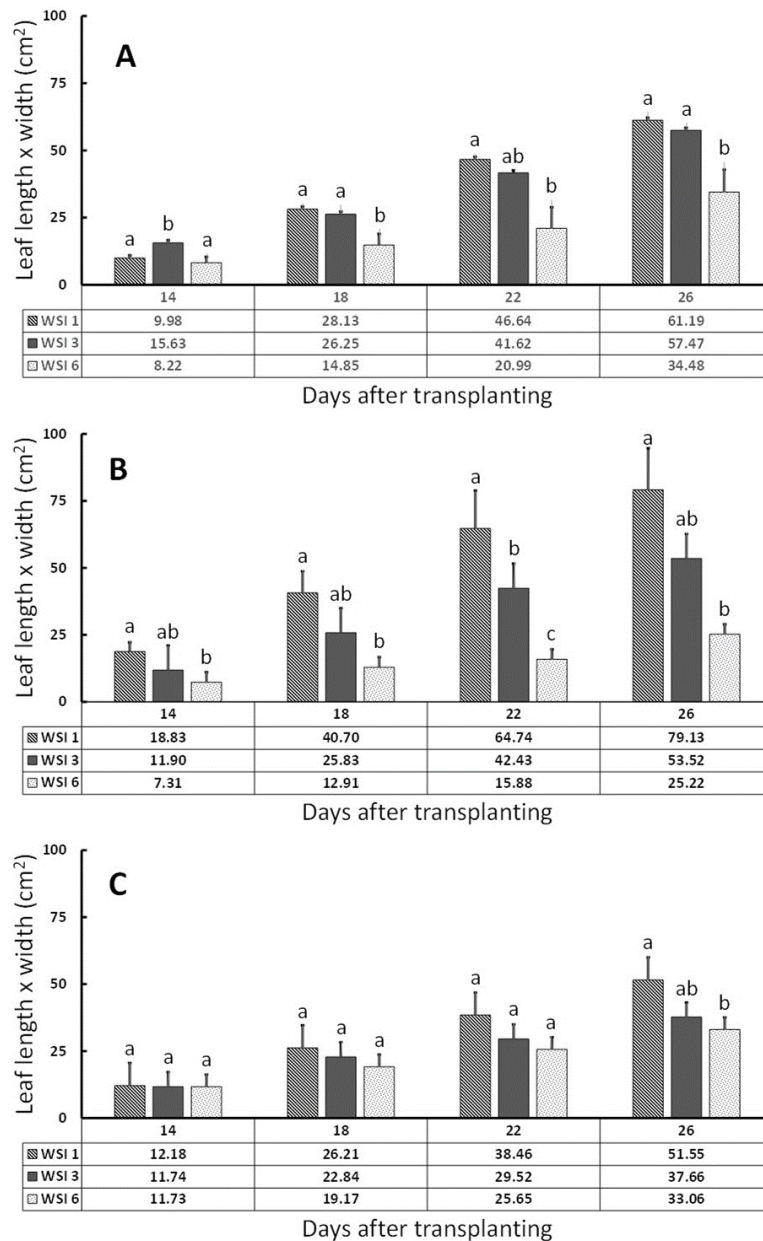 100
A
Leaf length x width (cm²)
75
50
25
0
a b a
a a b
a ab b
a a b
14 18 22 26
WSI 1 9.98 28.13 46.64 61.19
WSI 3 15.63 26.25 41.62 57.47
WSI 6 8.22 14.85 20.99 34.48
Days after transplanting
100
B
Leaf length x width (cm²)
75
50
25
0
a ab b
a ab b
a b c
a ab b
14 18 22 26
WSI 1 18.83 40.70 64.74 79.13
WSI 3 11.90 25.83 42.43 53.52
WSI 6 7.31 12.91 15.88 25.22
Days after transplanting
100
C
Leaf length x width (cm²)
75
50
25
0
a a a
a a a
a a a
a ab b
14 18 22 26
WSI 1 12.18 26.21 38.46 51.55
WSI 3 11.74 22.84 29.52 37.66
WSI 6 11.73 19.17 25.65 33.06
Days after transplanting